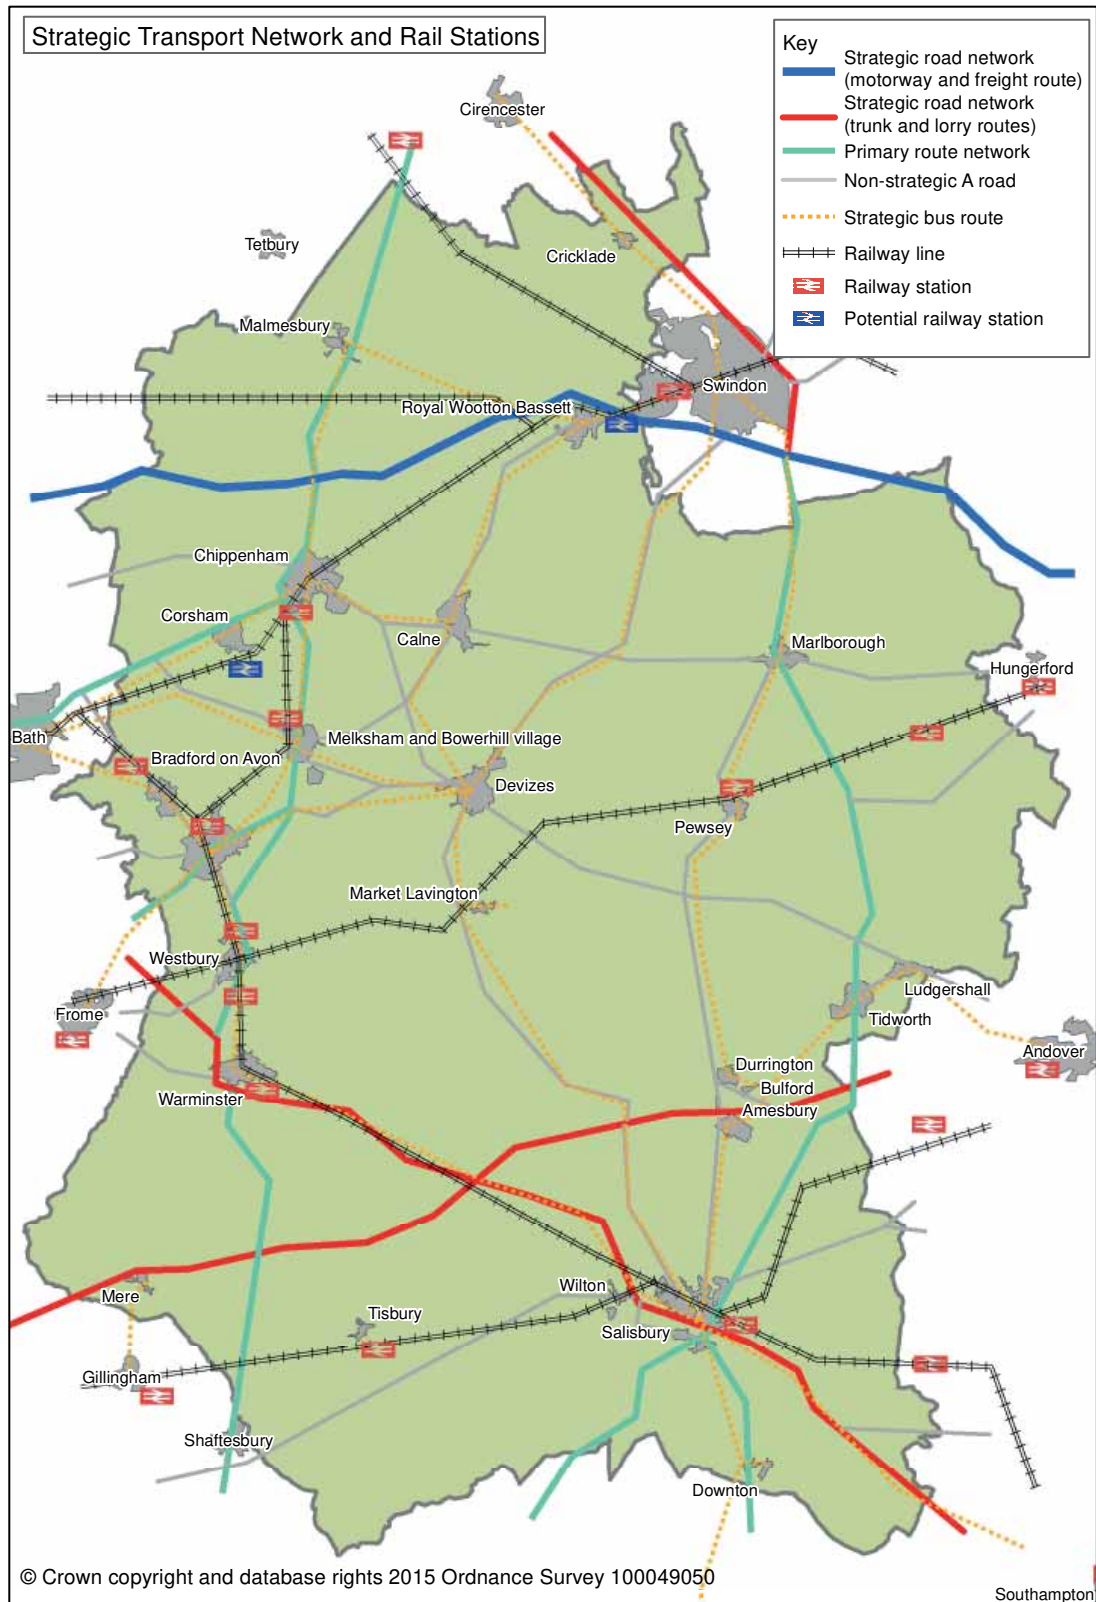 Strategic Transport Network and Rail Stations
Key
Strategic road network
(motorway and freight route)
Strategic road network
(trunk and lorry routes)
Primary route network
Non-strategic A road
Strategic bus route
Railway line
Railway station
Potential railway station
Cirencester
Tetbury
Cricklade
Malmesbury
Swindon
Royal Wootton Bassett
Chippenham
Corsham
Calne
Marlborough
Hungerford
Bath
Melksham and Bowerhill village
Bradford on Avon
Devizes
Pewsey
Market Lavington
Westbury
Ludgershall
Frome
Tidworth
Andover
Durrington
Bulford
Warminster
Amesbury
Wilton
Mere
Tisbury
Salisbury
Gillingham
Shaftesbury
Downton
© Crown copyright and database rights 2015 Ordnance Survey 100049050
Southampton